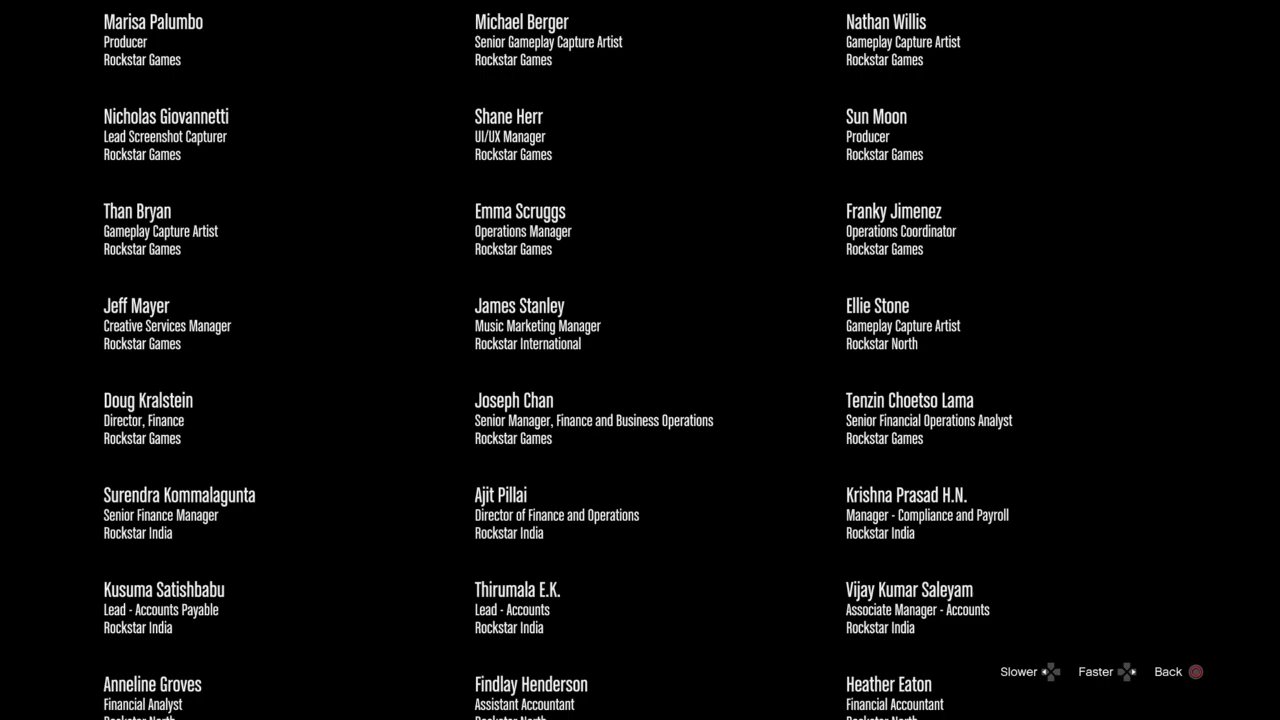 Marisa Palumbo
Producer
Rockstar Games
Michael Berger
Senior Gameplay Capture Artist
Rockstar Games
Nathan Willis
Gameplay Capture Artist
Rockstar Games
Nicholas Giovannetti
Lead Screenshot Capturer
Rockstar Games
Shane Herr
UI/UX Manager
Rockstar Games
Sun Moon
Producer
Rockstar Games
Than Bryan
Gameplay Capture Artist
Rockstar Games
Emma Scruggs
Operations Manager
Rockstar Games
Franky Jimenez
Operations Coordinator
Rockstar Games
Jeff Mayer
Creative Services Manager
Rockstar Games
James Stanley
Music Marketing Manager
Rockstar International
Ellie Stone
Gameplay Capture Artist
Rockstar North
Doug Kralstein
Director, Finance
Rockstar Games
Joseph Chan
Senior Manager, Finance and Business Operations
Rockstar Games
Tenzin Choetso Lama
Senior Financial Operations Analyst
Rockstar Games
Surendra Kommalagunta
Senior Finance Manager
Rockstar India
Ajit Pillai
Director of Finance and Operations
Rockstar India
Krishna Prasad H.N.
Manager - Compliance and Payroll
Rockstar India
Kusuma Satishbabu
Lead - Accounts Payable
Rockstar India
Thirumala E.K.
Lead - Accounts
Rockstar India
Vijay Kumar Saleyam
Associate Manager - Accounts
Rockstar India
Slower
Faster
Back
Anneline Groves
Financial Analyst
Rockstar North
Findlay Henderson
Assistant Accountant
Rockstar North
Heather Eaton
Financial Accountant
Rockstar North